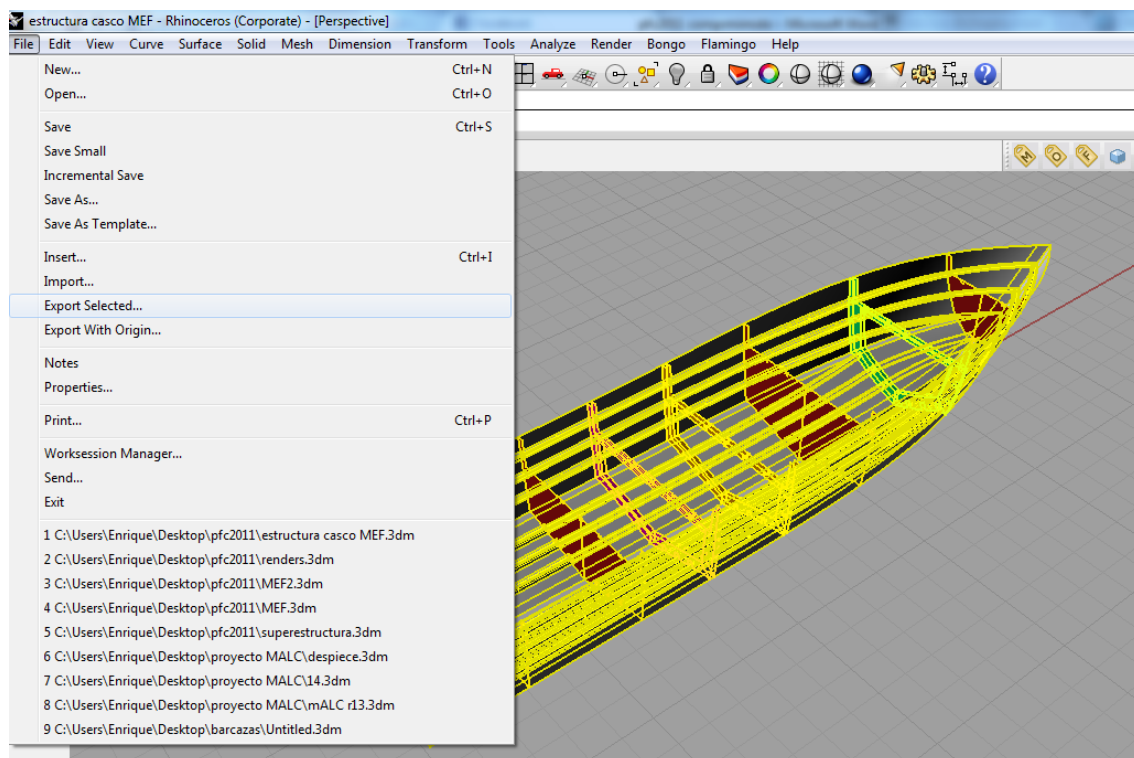 estructura casco MEF - Rhinoceros (Corporate) - [Perspective]
File Edit View Curve Surface Solid Mesh Dimension Transform Tools Analyze Render Bongo Flamingo Help
New... Ctrl+N
Open... Ctrl+O
Save Ctrl+S
Save Small
Incremental Save
Save As...
Save As Template...
Insert... Ctrl+I
Import...
Export Selected...
Export With Origin...
Notes
Properties...
Print... Ctrl+P
Worksession Manager...
Send...
Exit
1 C:\Users\Enrique\Desktop\pfc2011\estructura casco MEF.3dm
2 C:\Users\Enrique\Desktop\pfc2011\renders.3dm
3 C:\Users\Enrique\Desktop\pfc2011\MEF2.3dm
4 C:\Users\Enrique\Desktop\pfc2011\MEF.3dm
5 C:\Users\Enrique\Desktop\pfc2011\superestructura.3dm
6 C:\Users\Enrique\Desktop\proyecto MALC\despiece.3dm
7 C:\Users\Enrique\Desktop\proyecto MALC\14.3dm
8 C:\Users\Enrique\Desktop\proyecto MALC\mALC r13.3dm
9 C:\Users\Enrique\Desktop\barcazas\Untitled.3dm
M O F